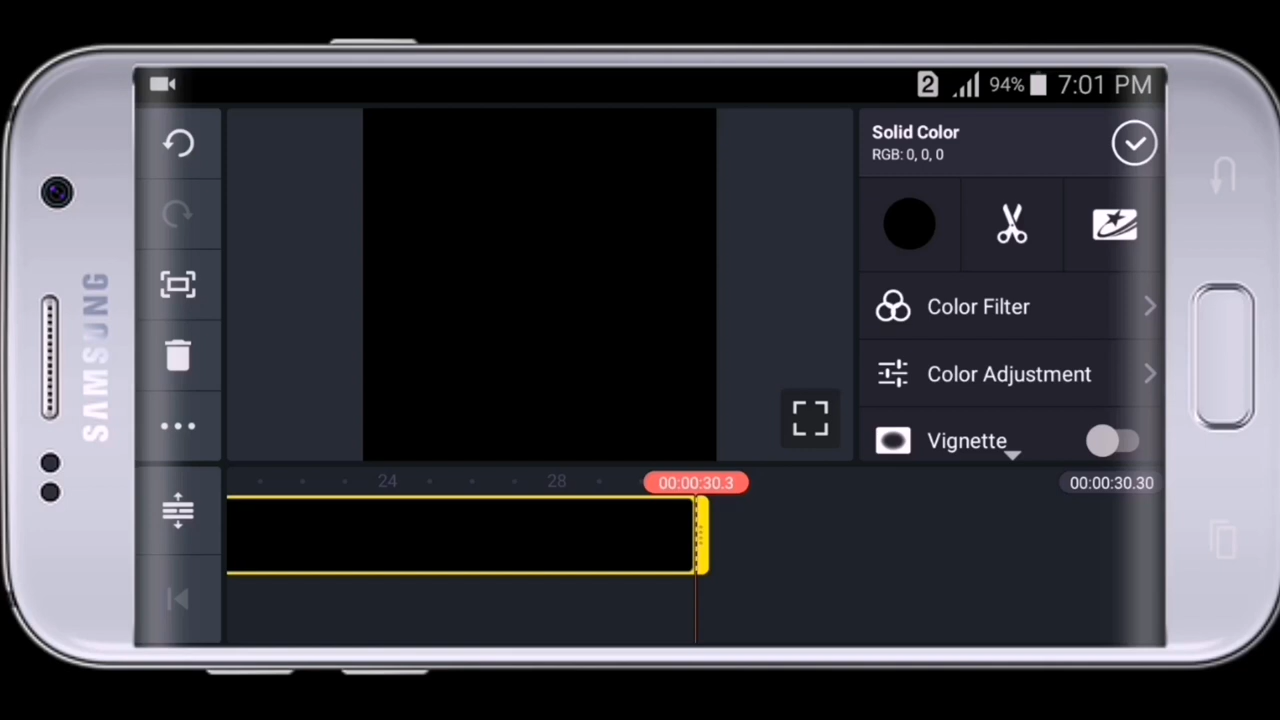 2 94% 7:01 PM
SAMSUNG
Solid Color
RGB: 0, 0, 0
Color Filter
Color Adjustment
Vignette
24 28 00:00:30.3 00:00:30.30